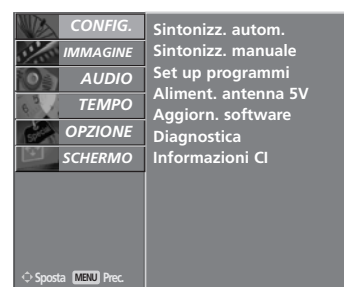 CONFIG.
IMMAGINE
AUDIO
TEMPO
OPZIONE
SCHERMO
Sintonizz. autom.
Sintonizz. manuale
Set up programmi
Aliment. antenna 5V
Aggiorn. software
Diagnostica
Informazioni CI
Sposta MENU Prec.